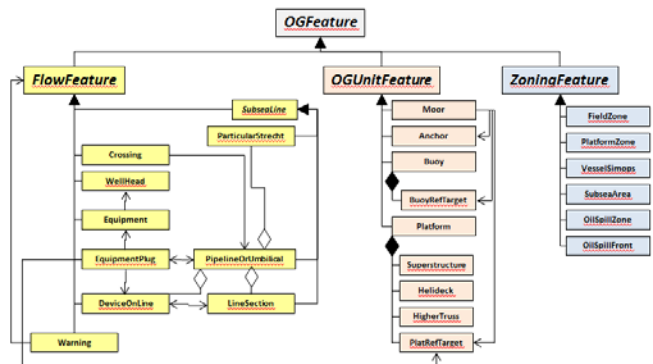 OGFeature
FlowFeature
OGUnitFeature
ZoningFeature
SubseaLine
ParticularStrecht
Crossing
WellHead
Equipment
EquipmentPlug
PipelineOrUmbilical
DeviceOnLine
LineSection
Warning
Moor
Anchor
Buoy
BuoyRefTarget
Platform
Superstructure
Helideck
HigherTruss
PlatRefTarget
FieldZone
PlatformZone
VesselSimops
SubseaArea
OilSpillZone
OilSpillFront